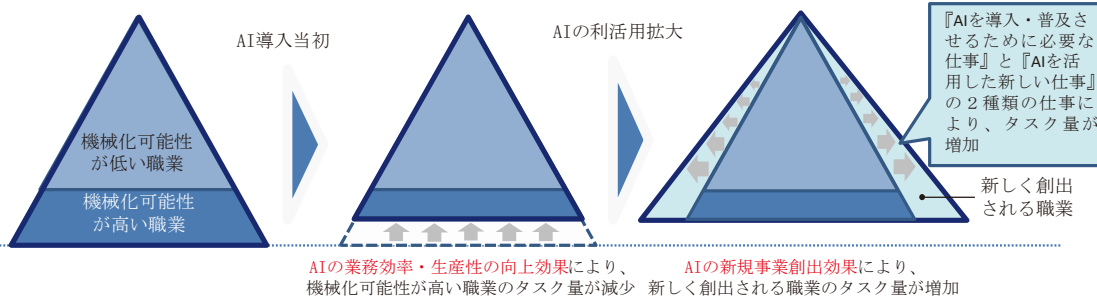 AI導入当初
AIの利活用拡大
『AIを導入・普及さ
せるために必要な
仕事』と『AIを活
用した新しい仕事』
の２種類の仕事に
より、タスク量が
増加
機械化可能性
が低い職業
機械化可能性
が高い職業
新しく創出
される職業
AIの業務効率・生産性の向上効果により、
機械化可能性が高い職業のタスク量が減少
AIの新規事業創出効果により、
新しく創出される職業のタスク量が増加